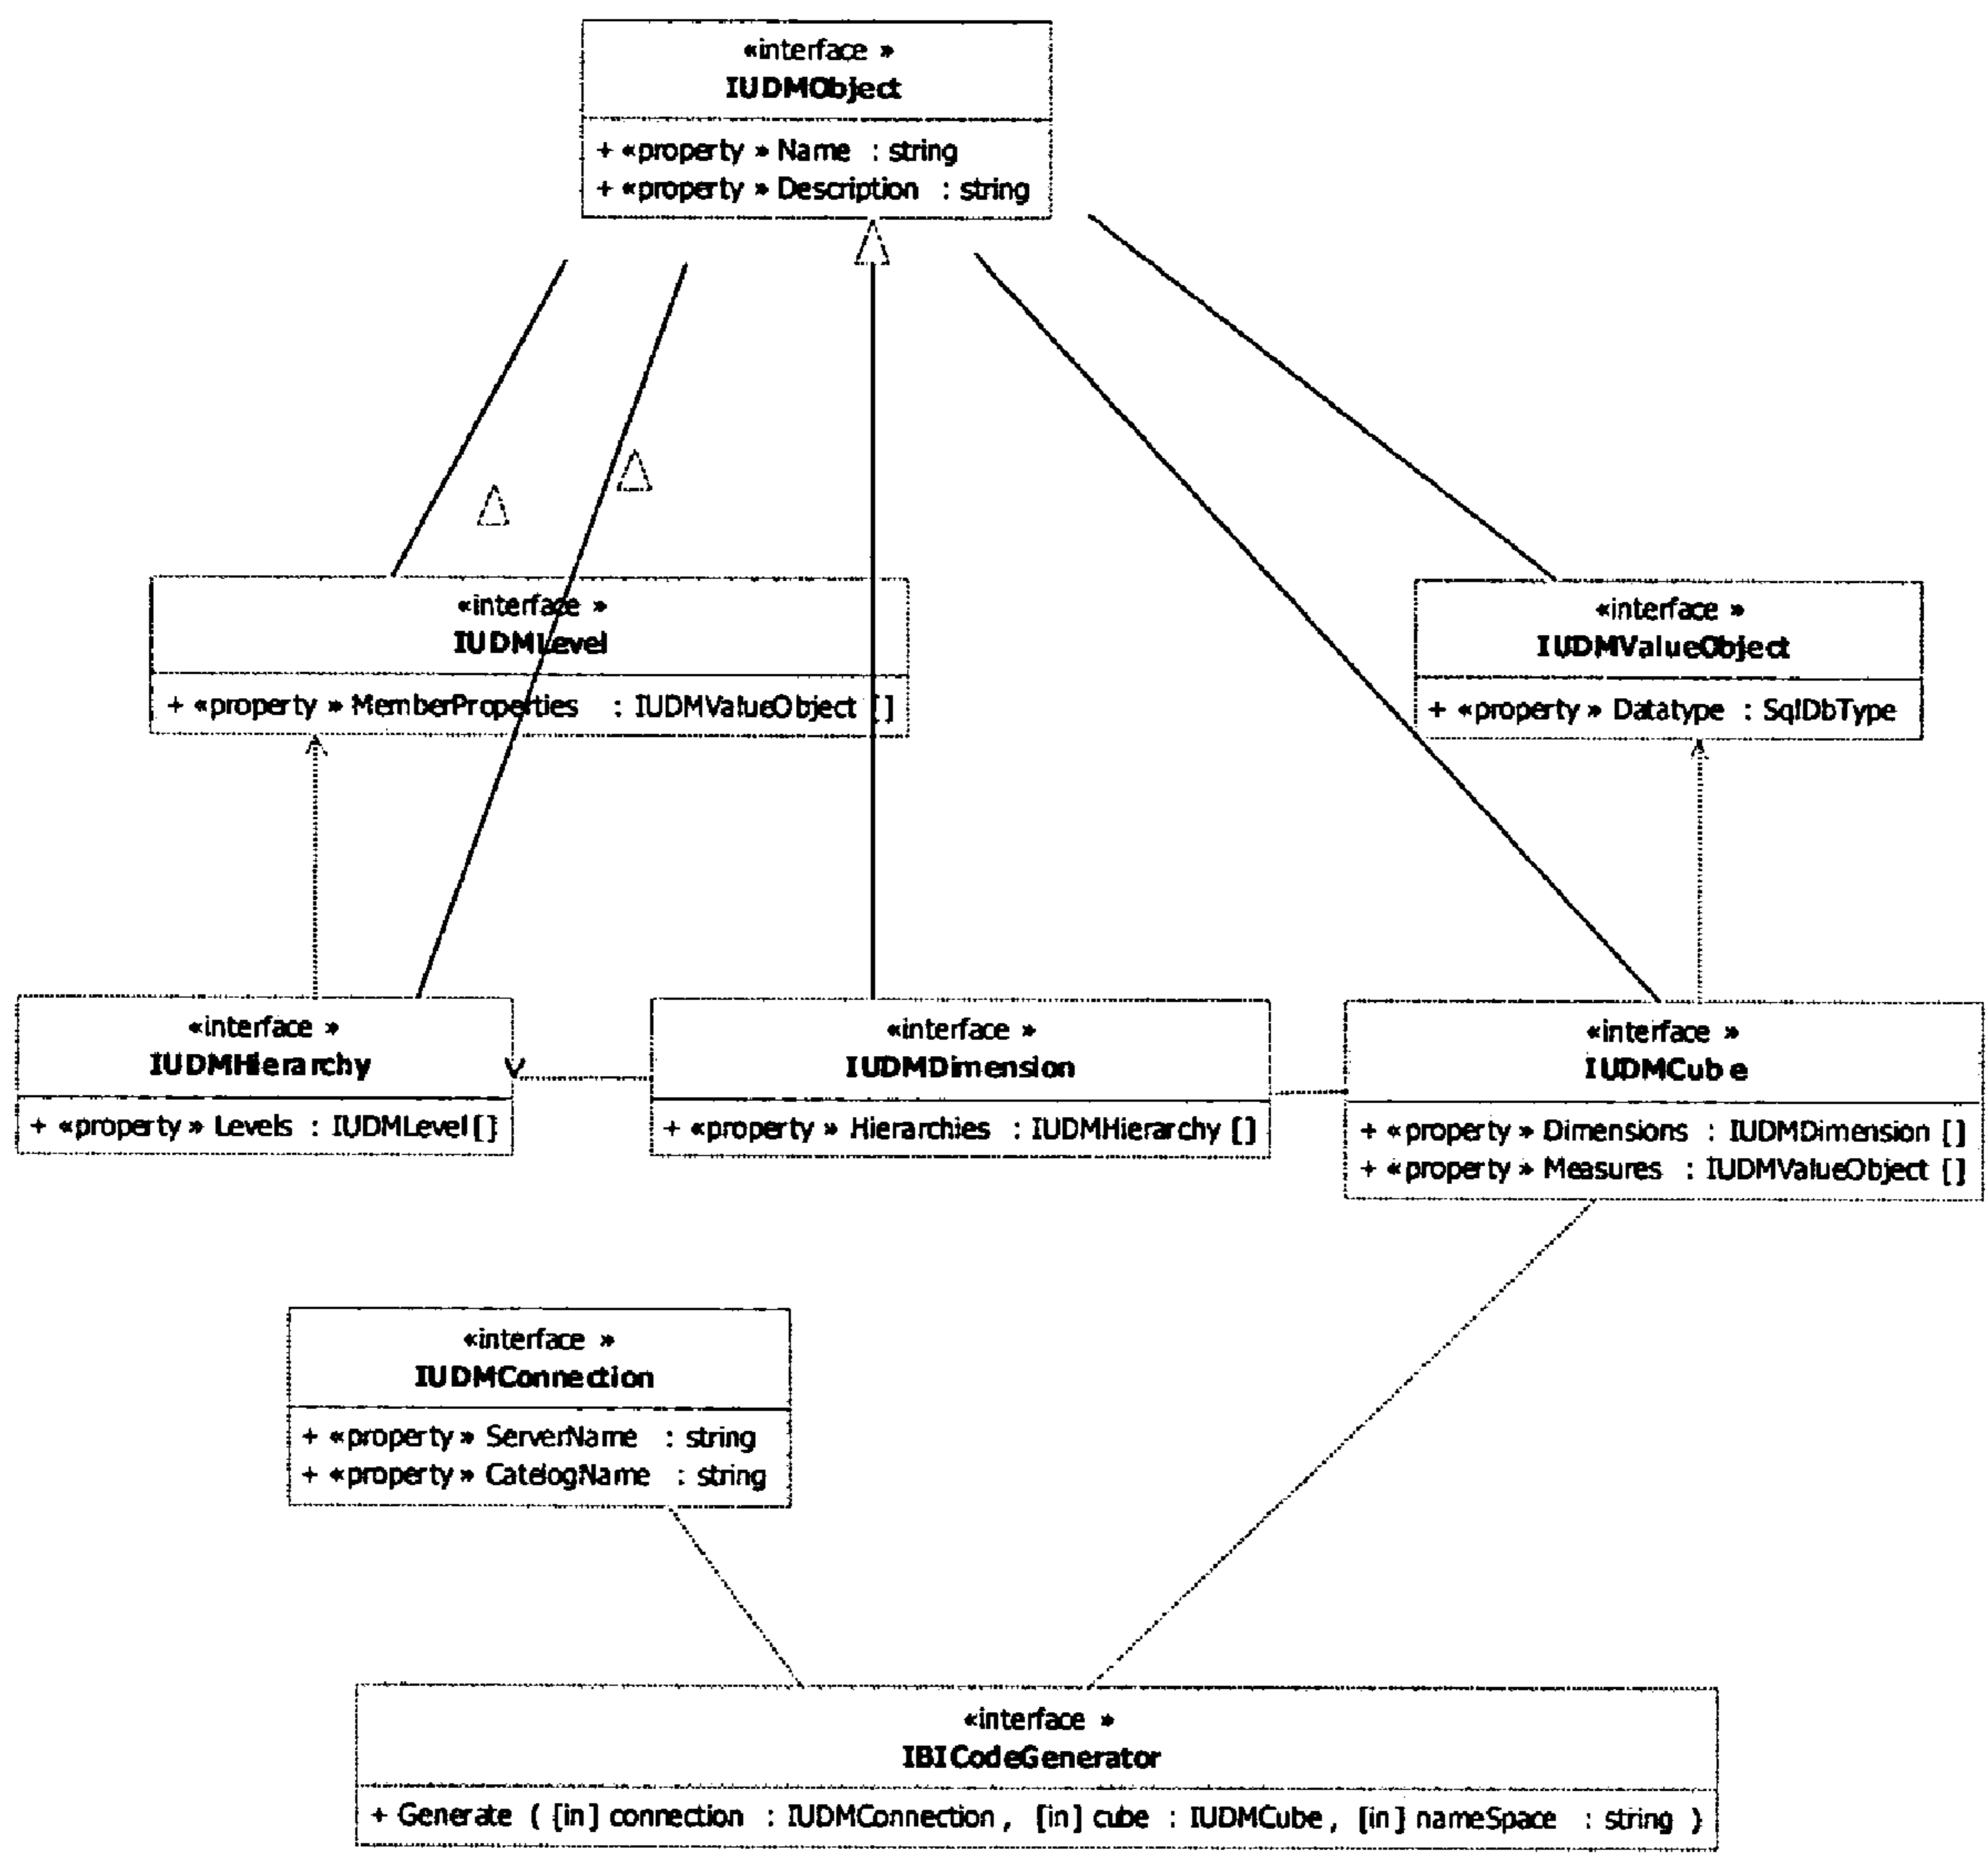 «interface »
IUDMObject
+ «property » Name : string
+ «property » Description : string
«interface »
IUDMLevel
+ «property » MemberProperties : IUDMValueObject []
«interface »
IUDMValueObject
+ «property » Datatype : SqlDbType
«interface »
IUDMHierarchy
+ «property » Levels : IUDMLevel []
«interface »
IUDMDimension
+ «property » Hierarchies : IUDMHierarchy []
«interface »
IUDMCube
+ «property » Dimensions : IUDMDimension []
+ «property » Measures : IUDMValueObject []
«interface »
IUDMConnection
+ «property » ServerName : string
+ «property » CatelogName : string
«interface »
IBICodeGenerator
+ Generate ( [in] connection : IUDMConnection, [in] cube : IUDMCube, [in] nameSpace : string )